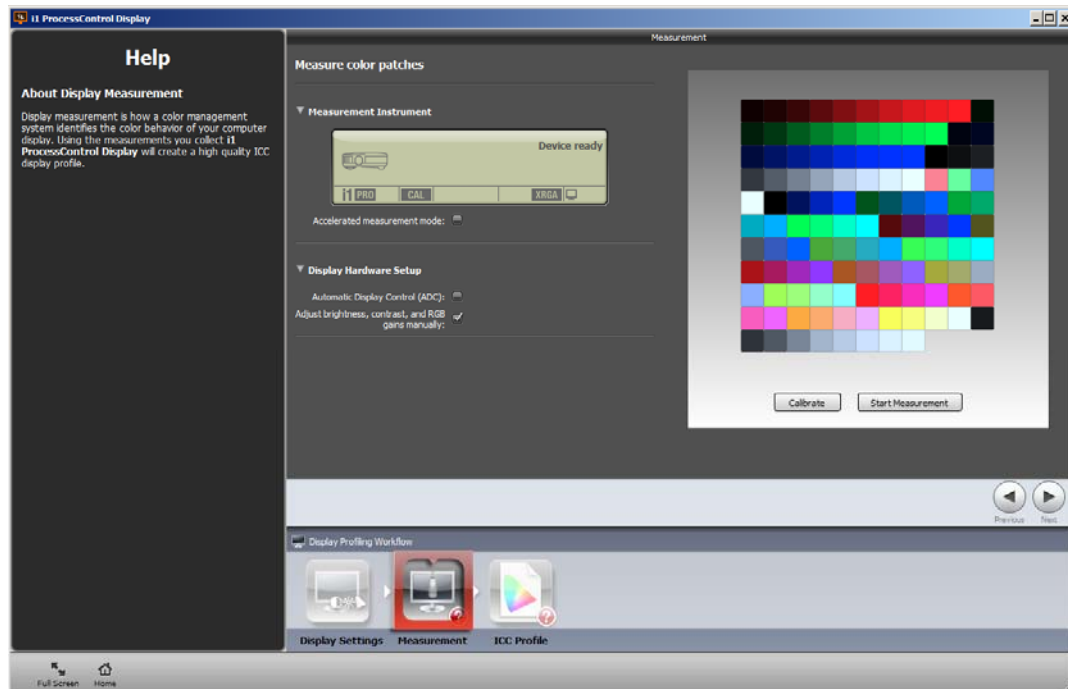 i1 ProcessControl Display
Measurement
Help
About Display Measurement
Display measurement is how a color management
system identifies the color behavior of your computer
display. Using the measurements you collect i1
ProcessControl Display will create a high quality ICC
display profile.
Measure color patches
Measurement Instrument
Device ready
i1 PRO CAL XRGA
Accelerated measurement mode:
Display Hardware Setup
Automatic Display Control (ADC):
Adjust brightness, contrast, and RGB
gains manually:
Calibrate Start Measurement
Previous Next
Display Profiling Workflow
Display Settings Measurement ICC Profile
Full Screen Home